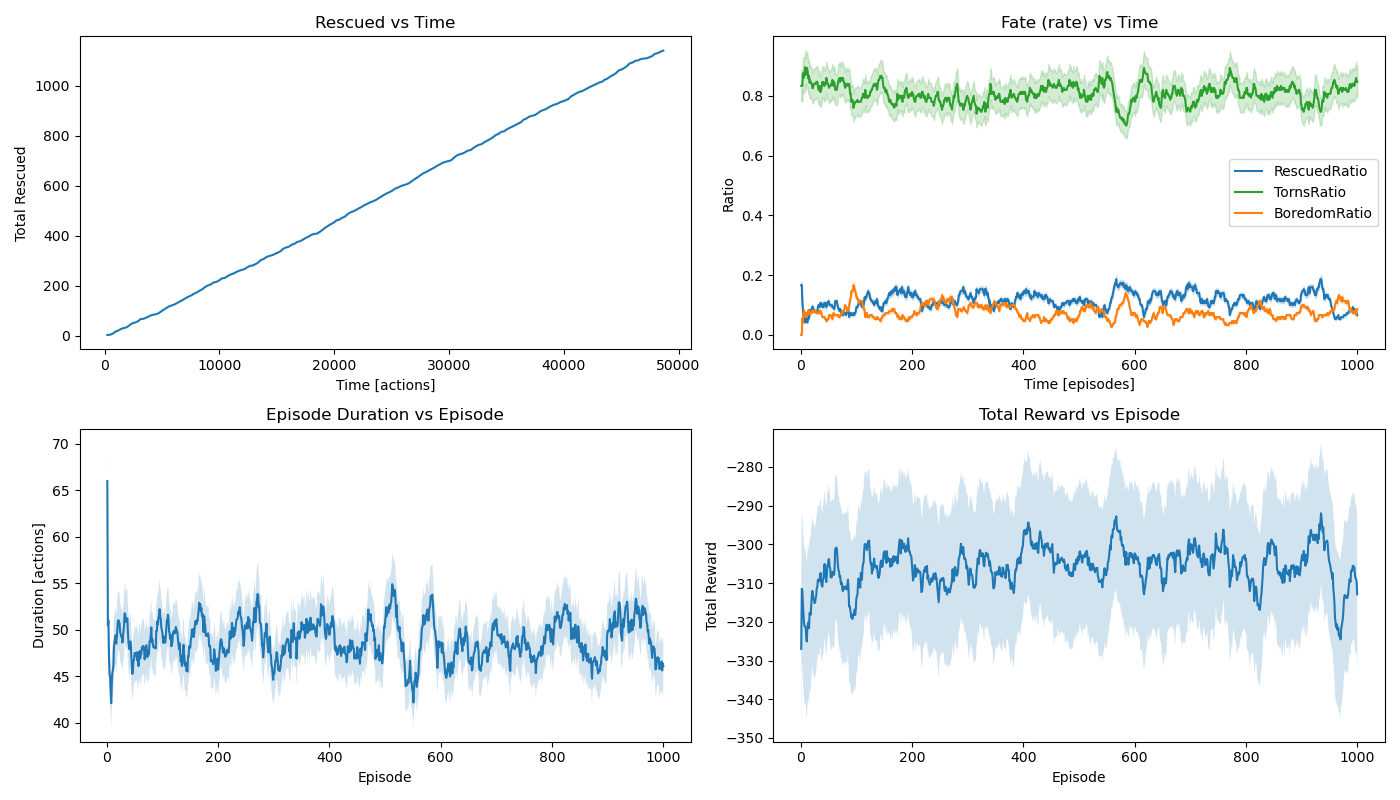 Rescued vs Time
Total Rescued
1000
800
600
400
200
0
0 10000 20000 30000 40000 50000
Time [actions]
Fate (rate) vs Time
Ratio
0.8
0.6
0.4
0.2
0.0
RescuedRatio
TornsRatio
BoredomRatio
0 200 400 600 800 1000
Time [episodes]
Episode Duration vs Episode
Duration [actions]
70
65
60
55
50
45
40
0 200 400 600 800 1000
Episode
Total Reward vs Episode
Total Reward
−280
−290
−300
−310
−320
−330
−340
−350
0 200 400 600 800 1000
Episode